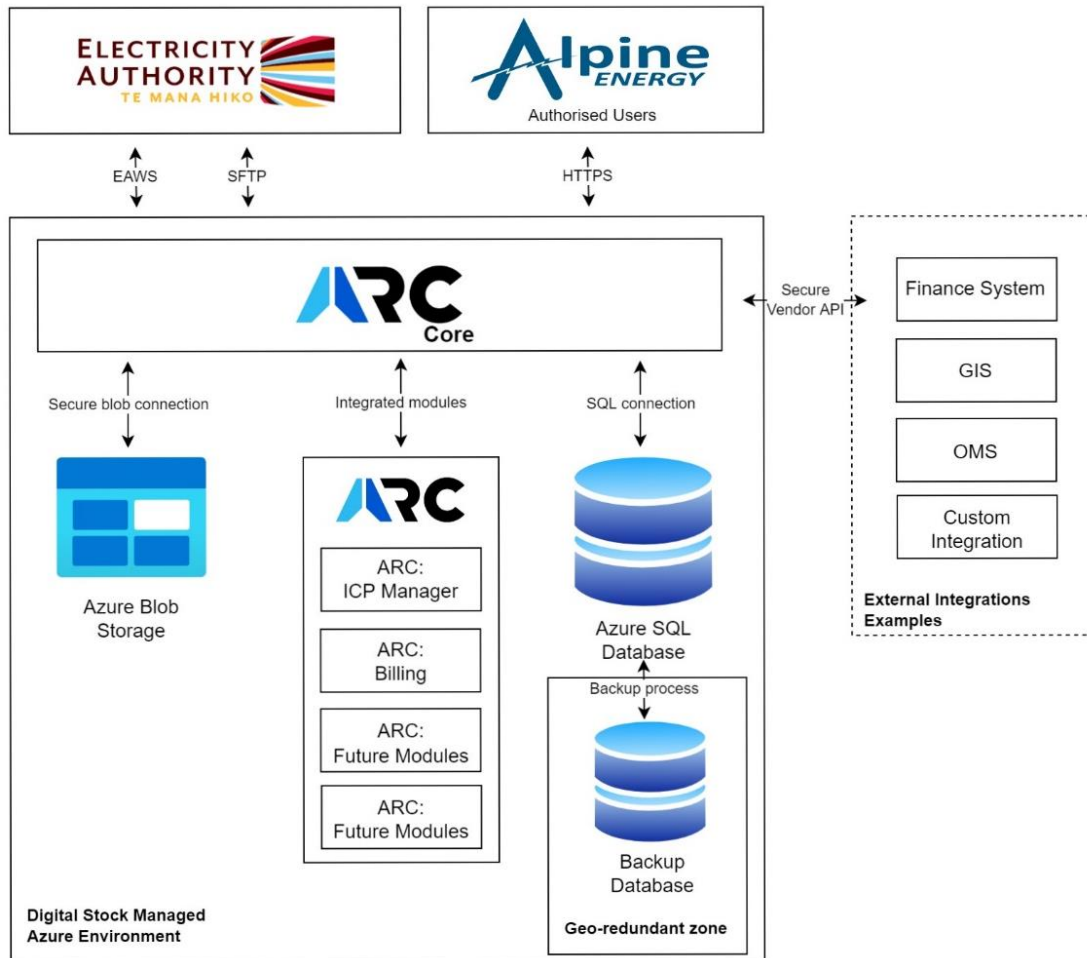 ELECTRICITY
AUTHORITY
TE MANA HIKO
Alpine
ENERGY
Authorised Users
EAWS
SFTP
HTTPS
ARC
Core
Secure
Vendor API
Finance System
GIS
OMS
Custom
Integration
External Integrations
Examples
Secure blob connection
Integrated modules
SQL connection
Azure Blob
Storage
ARC
ARC:
ICP Manager
ARC:
Billing
ARC:
Future Modules
ARC:
Future Modules
Azure SQL
Database
Backup process
Backup
Database
Geo-redundant zone
Digital Stock Managed
Azure Environment